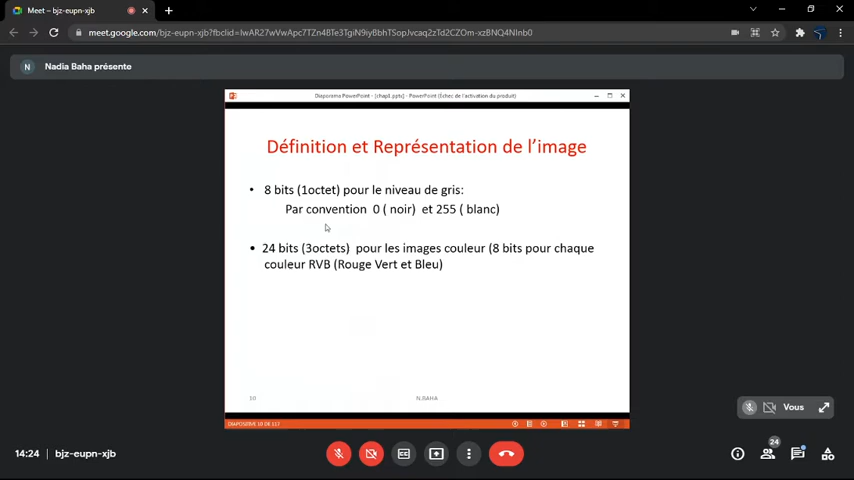 Meet – bjz-eupn-xjb
meet.google.com/bjz-eupn-xjb?fbclid=IwAR27wVwApc7TZn4BTe3TgiN9iyBbhTSopJvcaq2zTd2CZOm-xzBNQ4NInb0
N Nadia Baha présente
Diaporama PowerPoint - [chap1.pptx] - PowerPoint (Échec de l'activation du produit)
Définition et Représentation de l'image
• 8 bits (1octet) pour le niveau de gris:
Par convention 0 ( noir) et 255 ( blanc)
• 24 bits (3octets) pour les images couleur (8 bits pour chaque
couleur RVB (Rouge Vert et Bleu)
10 N.BAHA
DIAPOSITIVE 10 DE 117
Vous
14:24 bjz-eupn-xjb
24